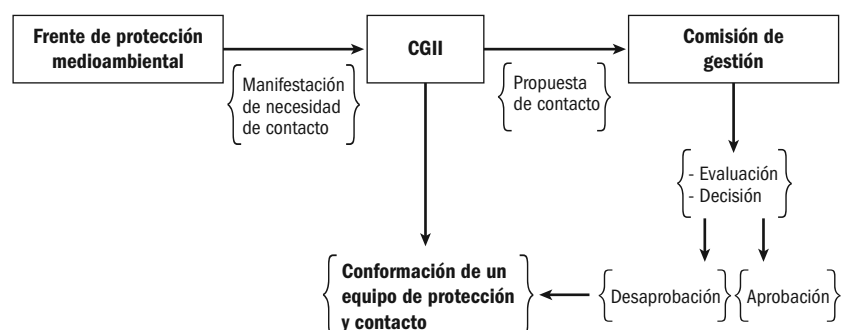 Frente de protección
medioambiental
CGII
Comisión de
gestión
Manifestación
de necesidad
de contacto
Propuesta
de contacto
- Evaluación
- Decisión
Conformación de un
equipo de protección
y contacto
Desaprobación
Aprobación